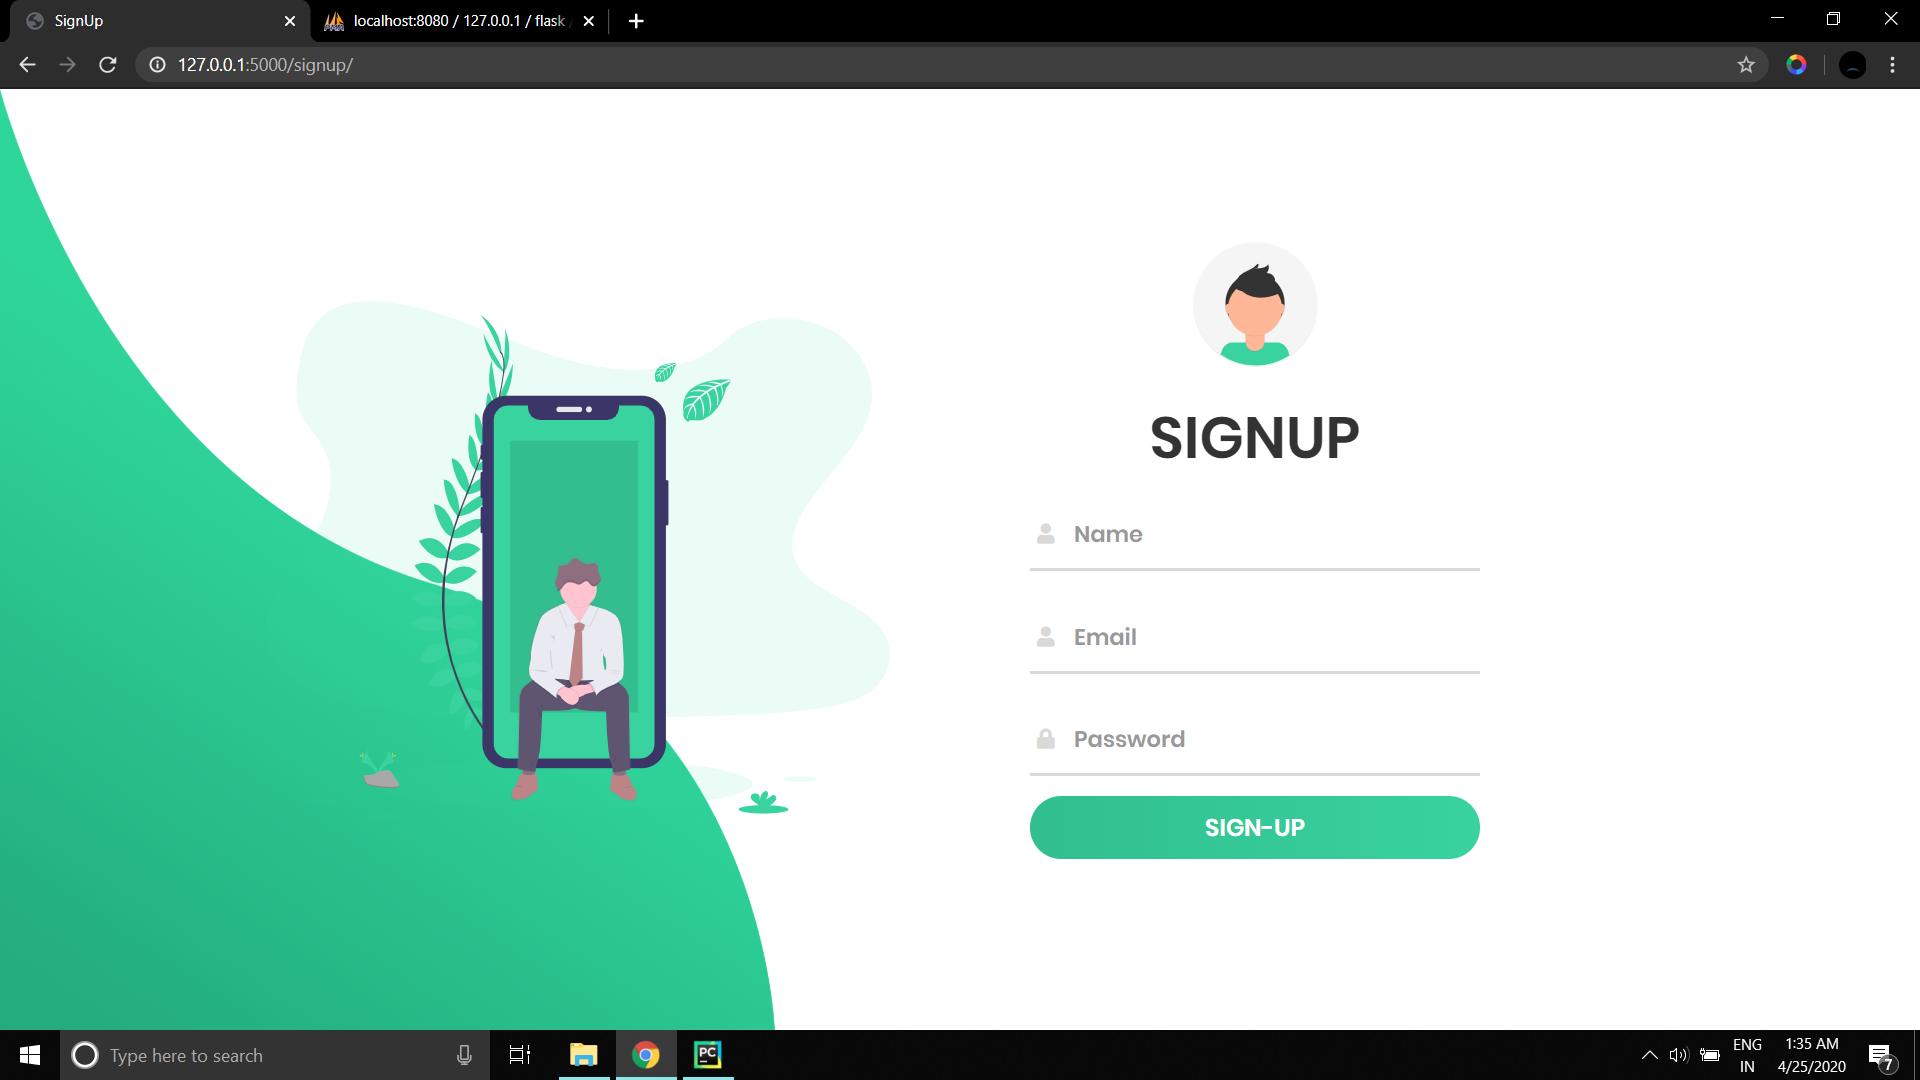 SignUp
localhost:8080 / 127.0.0.1 / flask
127.0.0.1:5000/signup/
SIGNUP
Name
Email
Password
SIGN-UP
Type here to search
PC
ENG
IN
1:35 AM
4/25/2020
7